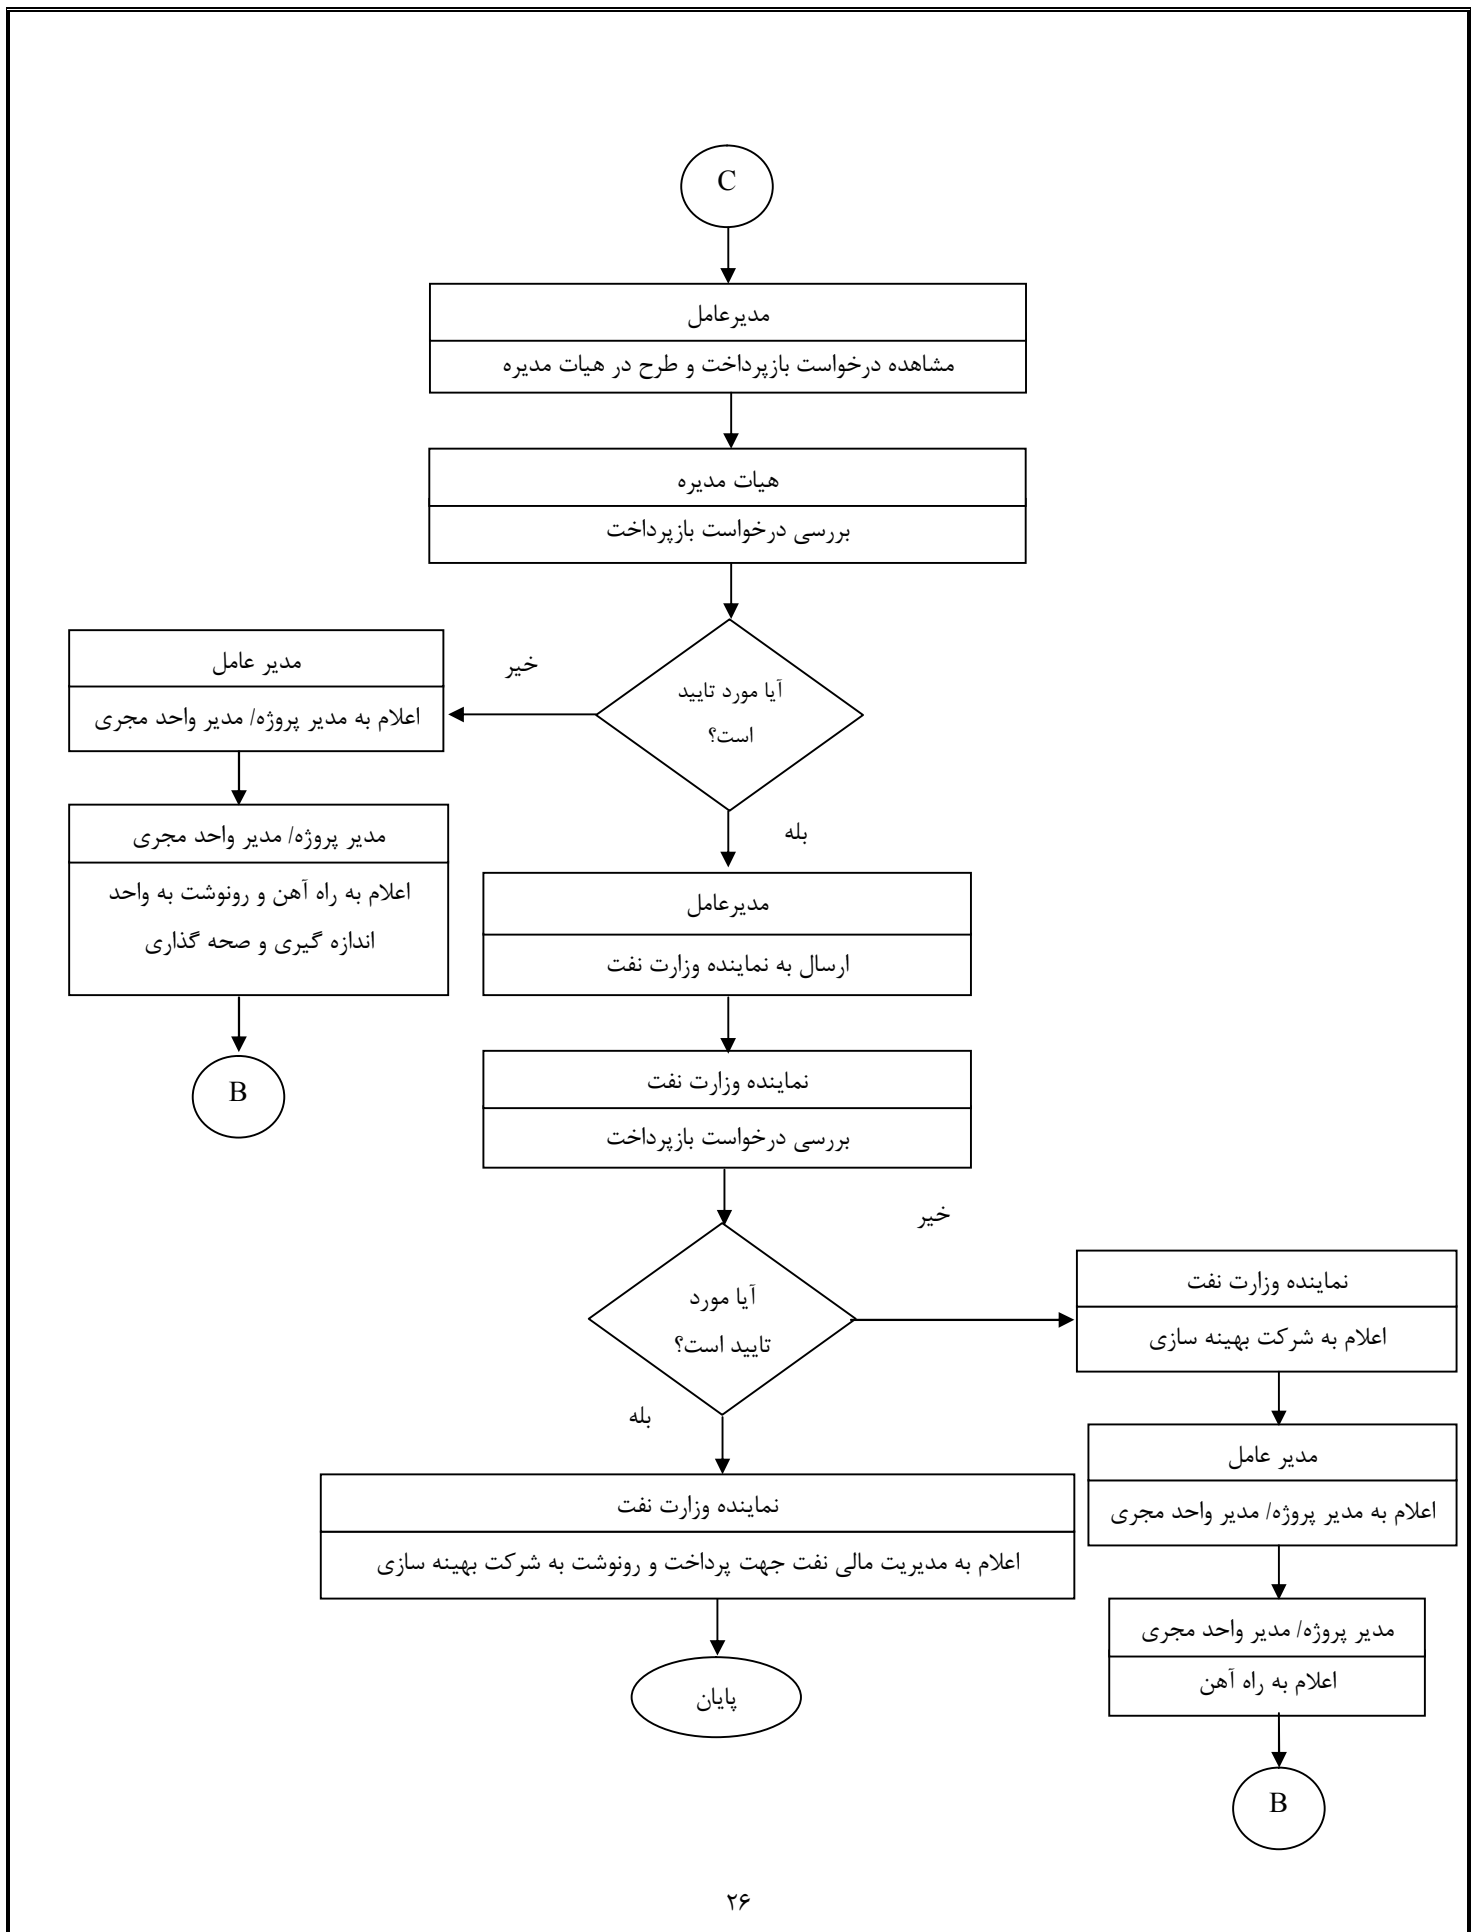 C
مدیرعامل
مشاهده درخواست بازپرداخت و طرح در هیات مدیره
هیات مدیره
بررسی درخواست بازپرداخت
آیا مورد تایید
است؟
خیر
مدیر عامل
اعلام به مدیر پروژه/ مدیر واحد مجری
مدیر پروژه/ مدیر واحد مجری
اعلام به راه آهن و رونوشت به واحد
اندازه گیری و صحه گذاری
B
بله
مدیرعامل
ارسال به نماینده وزارت نفت
نماینده وزارت نفت
بررسی درخواست بازپرداخت
آیا مورد
تایید است؟
خیر
نماینده وزارت نفت
اعلام به شرکت بهینه سازی
مدیر عامل
اعلام به مدیر پروژه/ مدیر واحد مجری
مدیر پروژه/ مدیر واحد مجری
اعلام به راه آهن
B
بله
نماینده وزارت نفت
اعلام به مدیریت مالی نفت جهت پرداخت و رونوشت به شرکت بهینه سازی
پایان
۲۶